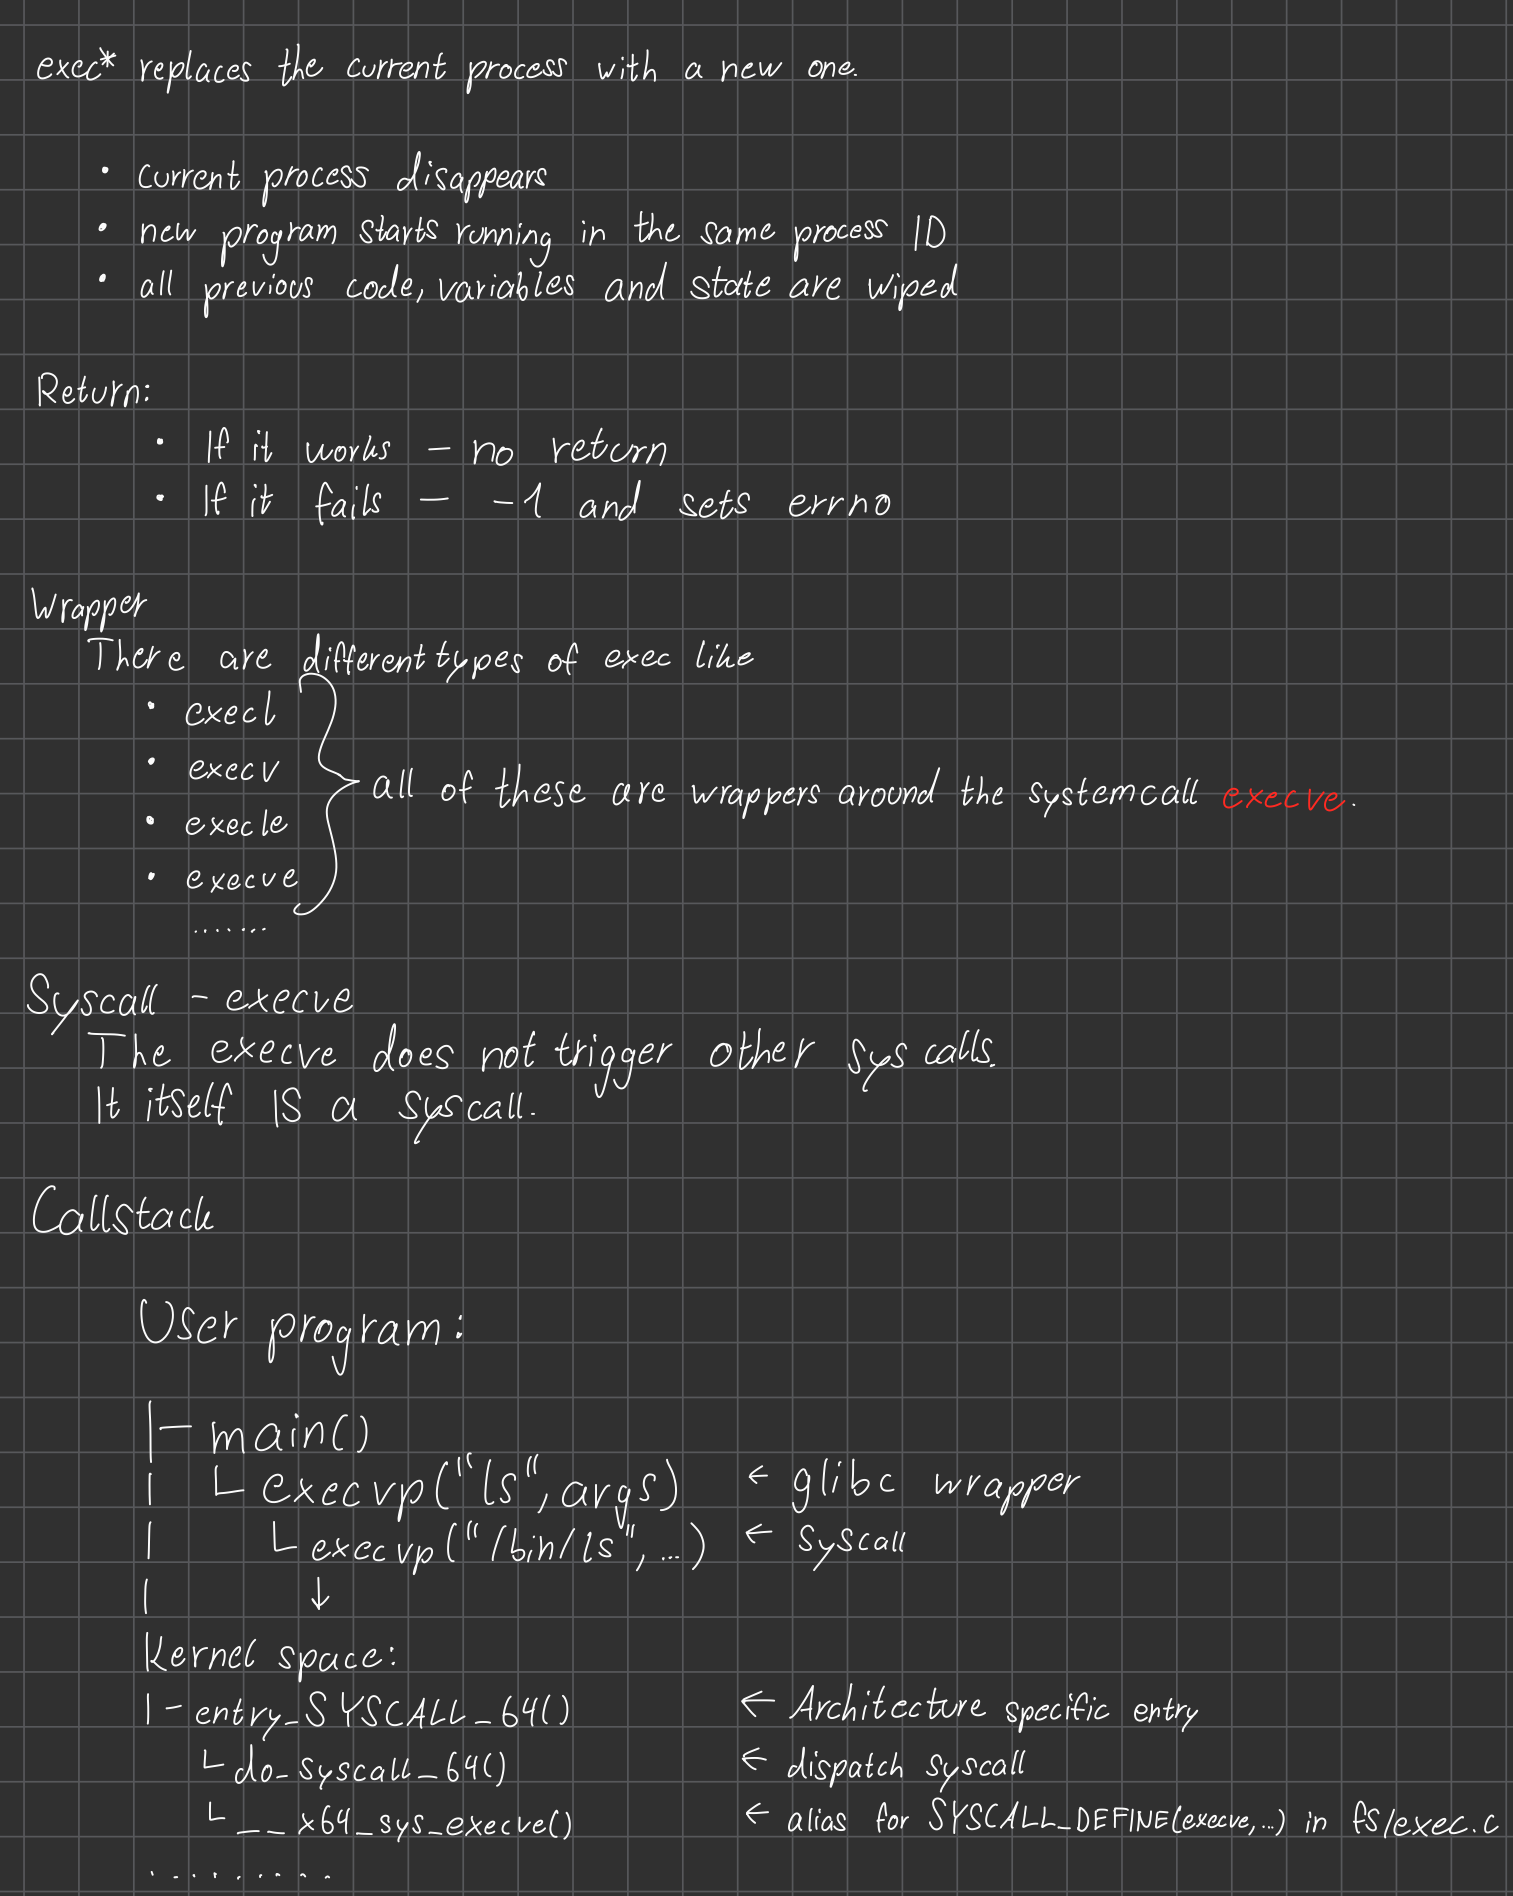 exec* replaces the current process with a new one.
• current process disappears
• new program starts running in the same process ID
• all previous code, variables and state are wiped
Return:
• If it works – no return
• If it fails – -1 and sets errno
Wrapper
There are different types of exec like
• execl
• execv
• execle
• execve
.......
all of these are wrappers around the systemcall execve.
Syscall - execve
The execve does not trigger other syscalls.
It itself IS a syscall.
Callstack
User program:
|- main()
| └ execvp("ls", args) ← glibc wrapper
| └ execvp("/bin/ls", ...) ← syscall
| ↓
Kernel space:
|- entry_SYSCALL_64() ← Architecture specific entry
└ do_syscall_64() ← dispatch syscall
└ __x64_sys_execve() ← alias for SYSCALL_DEFINE(execve,...) in fs/exec.c
.........